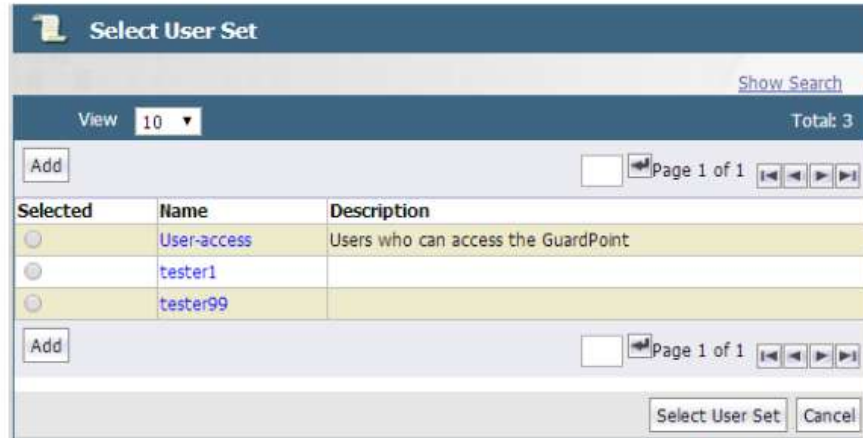 Select User Set
Show Search
View 10 Total: 3
Add Page 1 of 1
Selected Name Description
User-access Users who can access the GuardPoint
tester1
tester99
Add Page 1 of 1
Select User Set Cancel